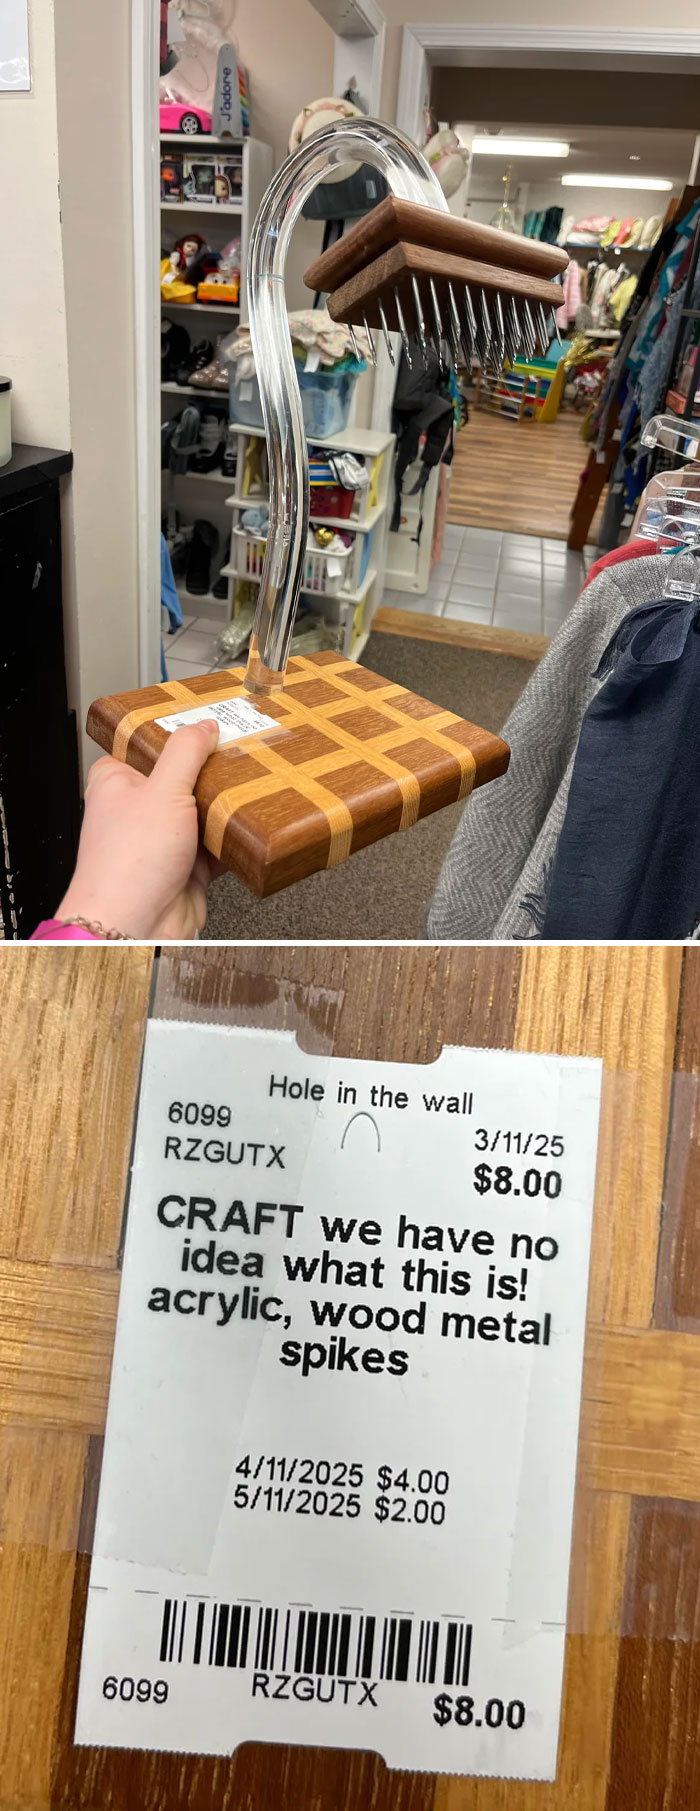 J'adore
Hole in the wall
6099
RZGUTX
3/11/25
$8.00
CRAFT we have no
idea what this is!
acrylic, wood metal
spikes
4/11/2025 $4.00
5/11/2025 $2.00
6099
RZGUTX
$8.00